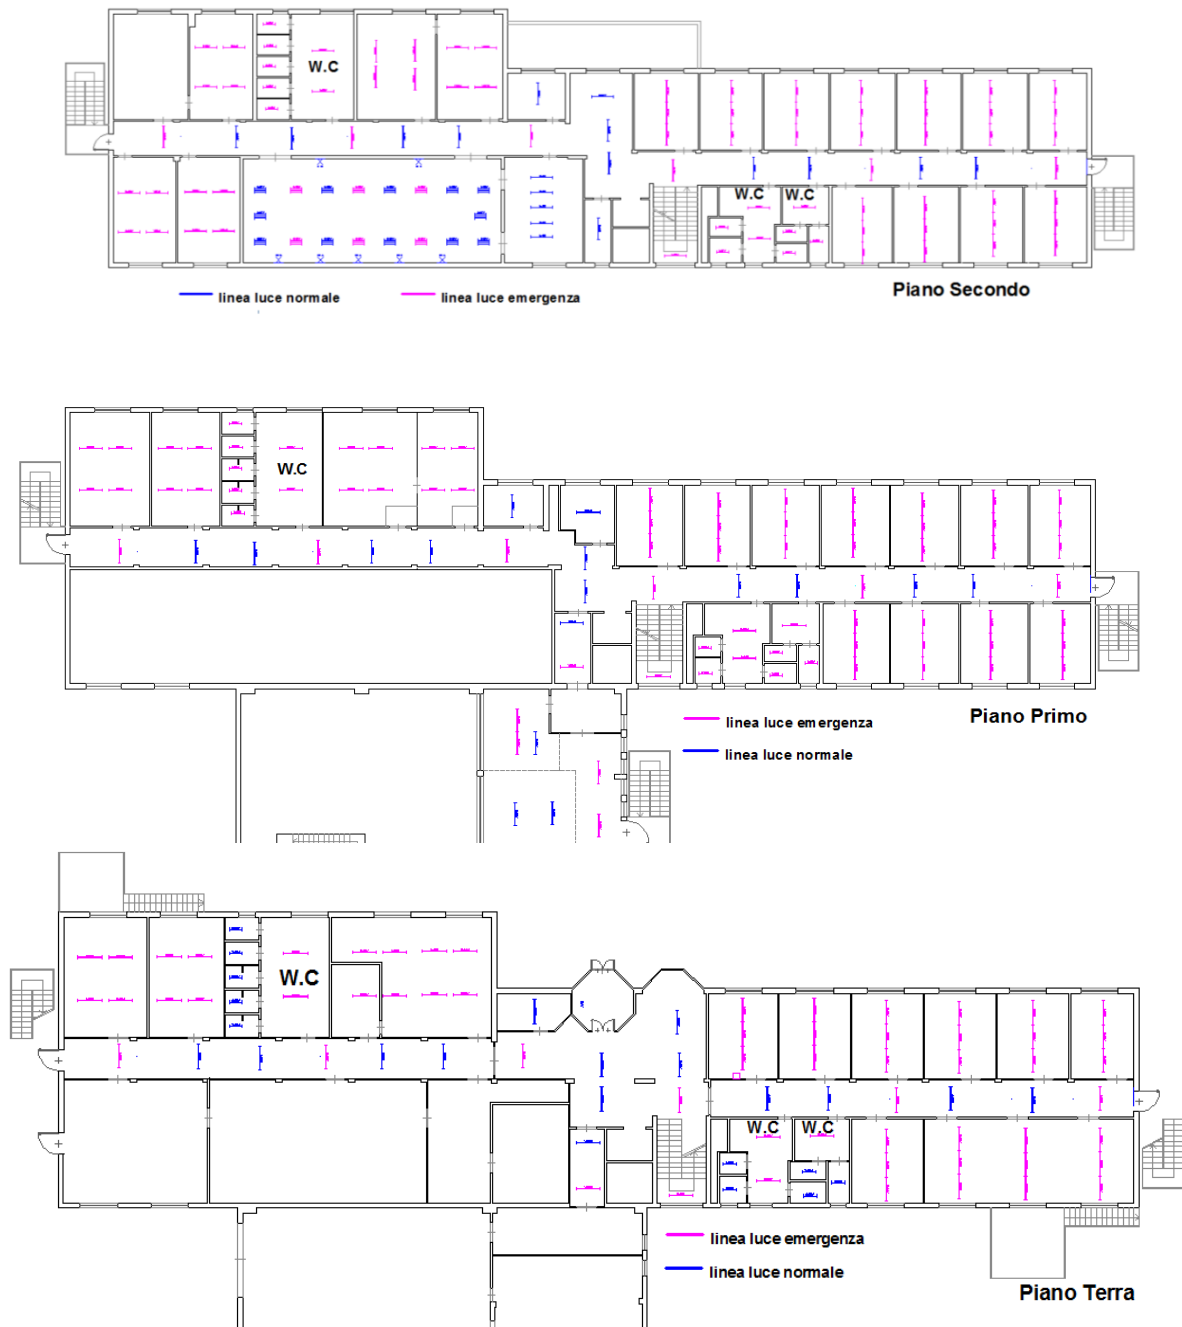 W.C
W.C
W.C
linea luce normale
linea luce emergenza
Piano Secondo
W.C
linea luce emergenza
Piano Primo
linea luce normale
W.C
W.C
W.C
linea luce emergenza
linea luce normale
Piano Terra